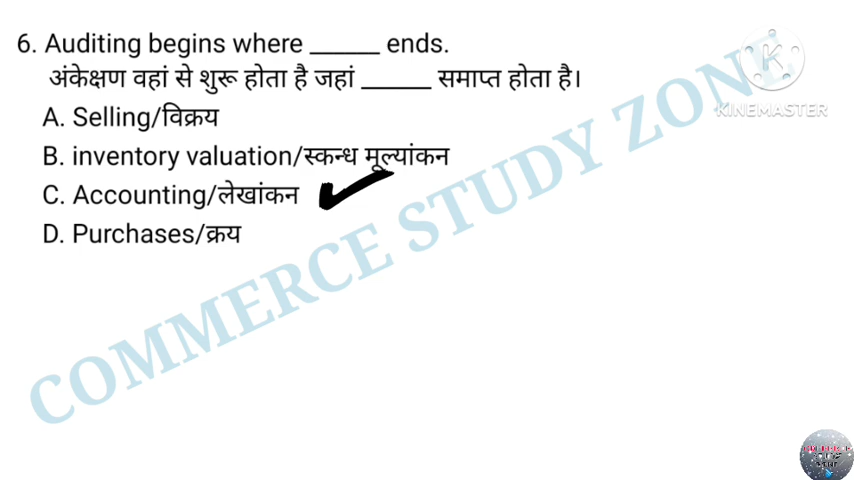 6. Auditing begins where ______ ends.
अंकेक्षण वहां से शुरू होता है जहां ______ समाप्त होता है।
A. Selling/विक्रय
B. inventory valuation/स्कन्ध मूल्यांकन
C. Accounting/लेखांकन
D. Purchases/क्रय
COMMERCE STUDY ZONE
KINEMASTER